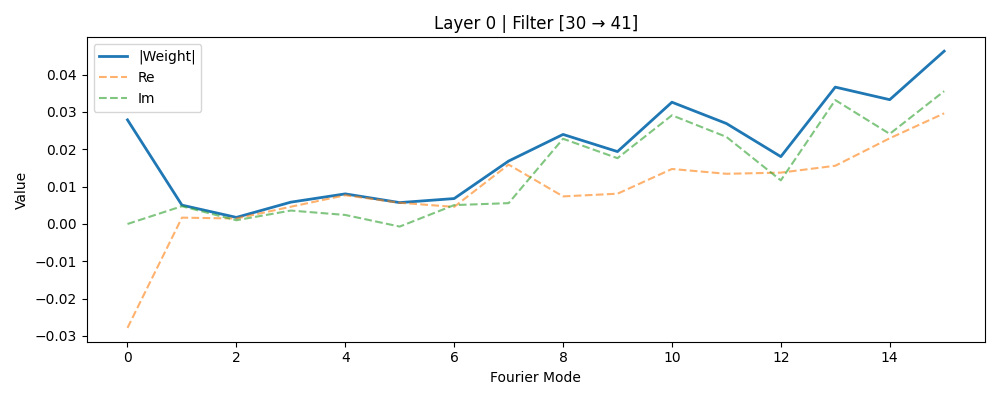 Layer 0 | Filter [30 → 41]
|Weight|
Re
Im
Value
0.04
0.03
0.02
0.01
0.00
−0.01
−0.02
−0.03
0 2 4 6 8 10 12 14
Fourier Mode